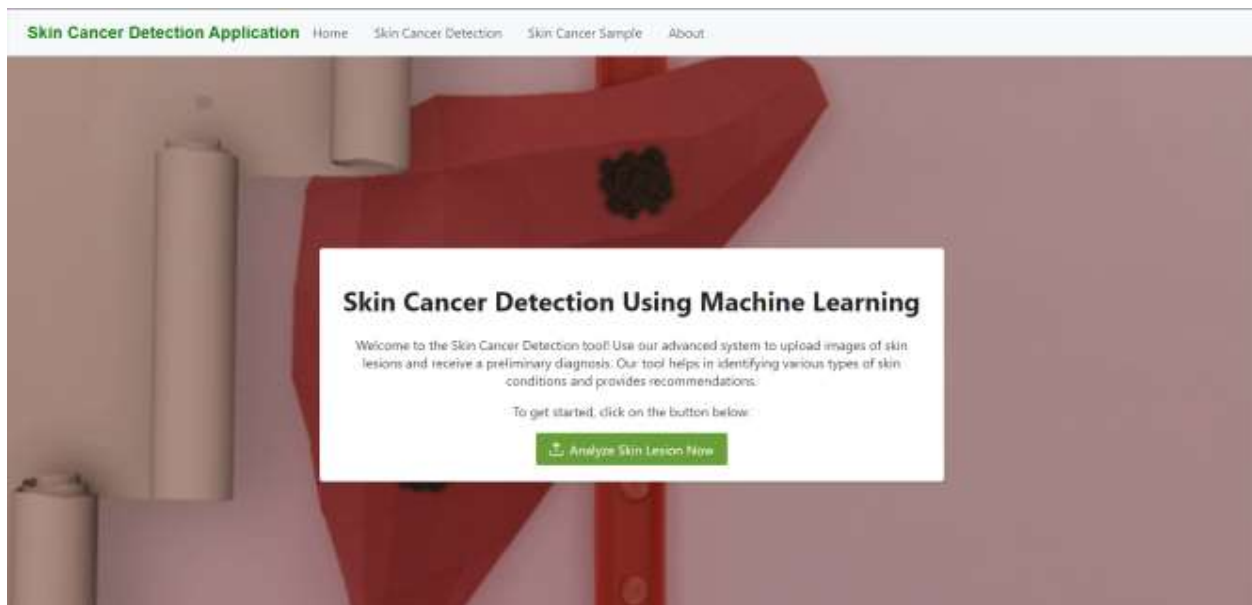 Skin Cancer Detection Application Home Skin Cancer Detection Skin Cancer Sample About
Skin Cancer Detection Using Machine Learning
Welcome to the Skin Cancer Detection tool! Use our advanced system to upload images of skin
lesions and receive a preliminary diagnosis. Our tool helps in identifying various types of skin
conditions and provides recommendations.
To get started, click on the button below:
Analyze Skin Lesion Now